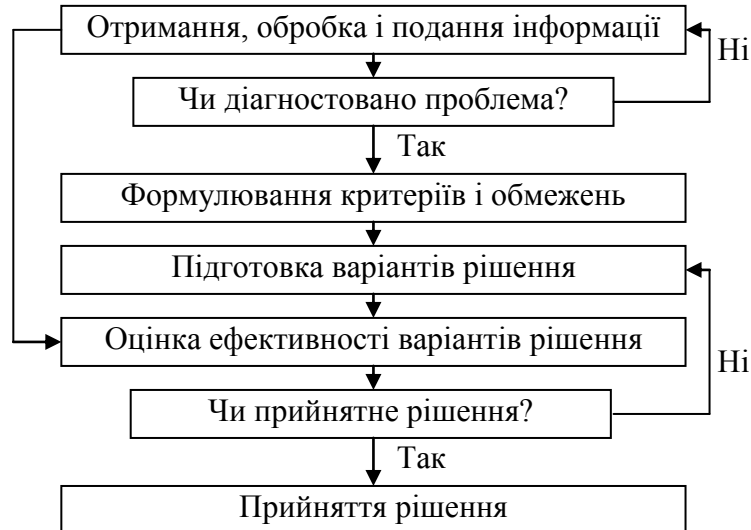 Отримання, обробка і подання інформації
Ні
Чи діагностовано проблема?
Так
Формулювання критеріїв і обмежень
Підготовка варіантів рішення
Оцінка ефективності варіантів рішення
Ні
Чи прийнятне рішення?
Так
Прийняття рішення